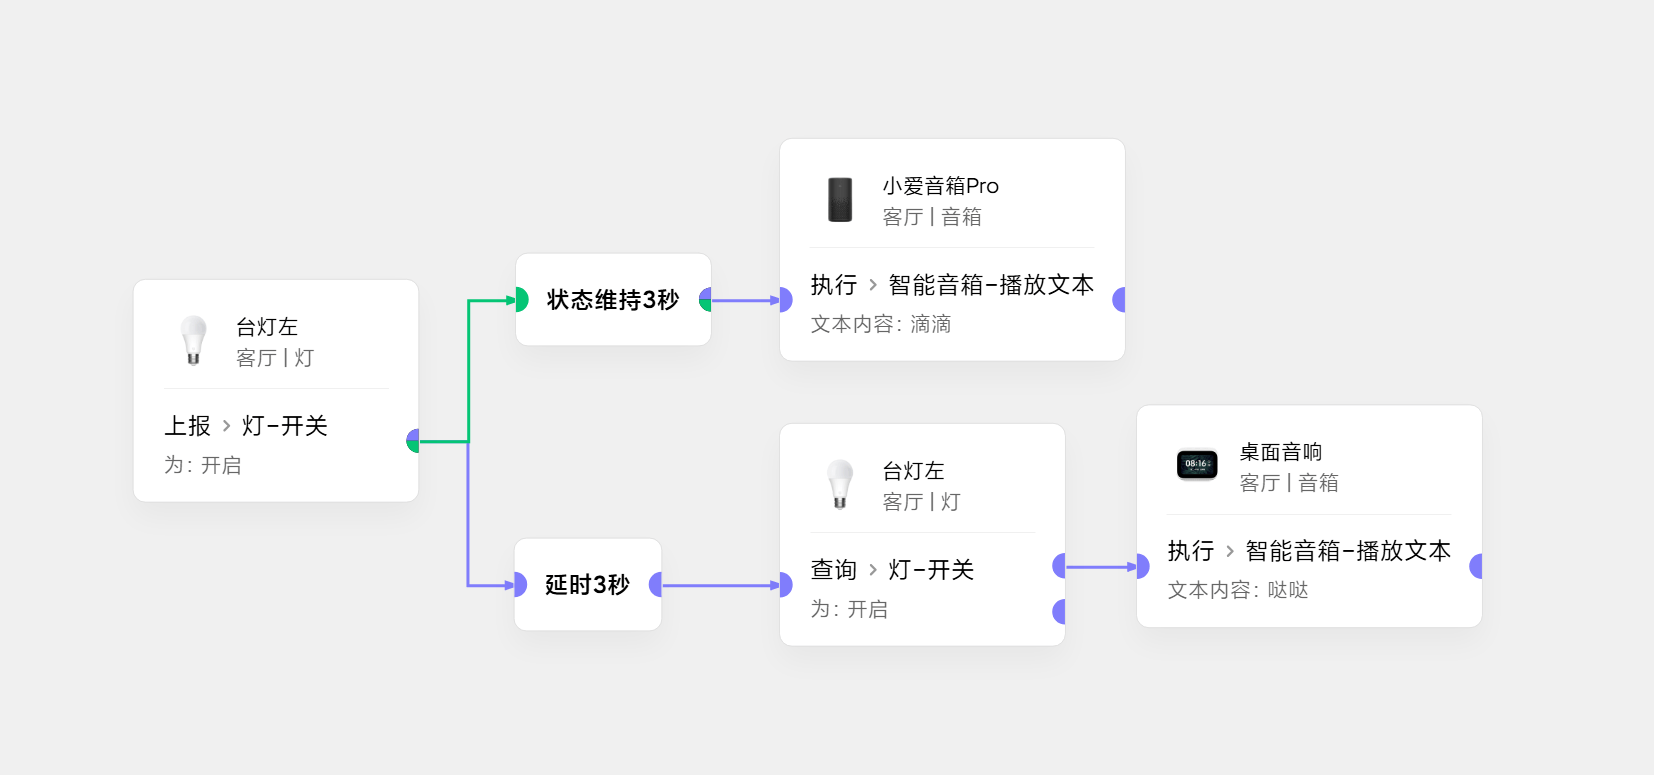 台灯左
客厅 | 灯
上报 > 灯-开关
为: 开启
状态维持3秒
小爱音箱Pro
客厅 | 音箱
执行 > 智能音箱-播放文本
文本内容: 滴滴
延时3秒
台灯左
客厅 | 灯
查询 > 灯-开关
为: 开启
08:16
桌面音响
客厅 | 音箱
执行 > 智能音箱-播放文本
文本内容: 哒哒